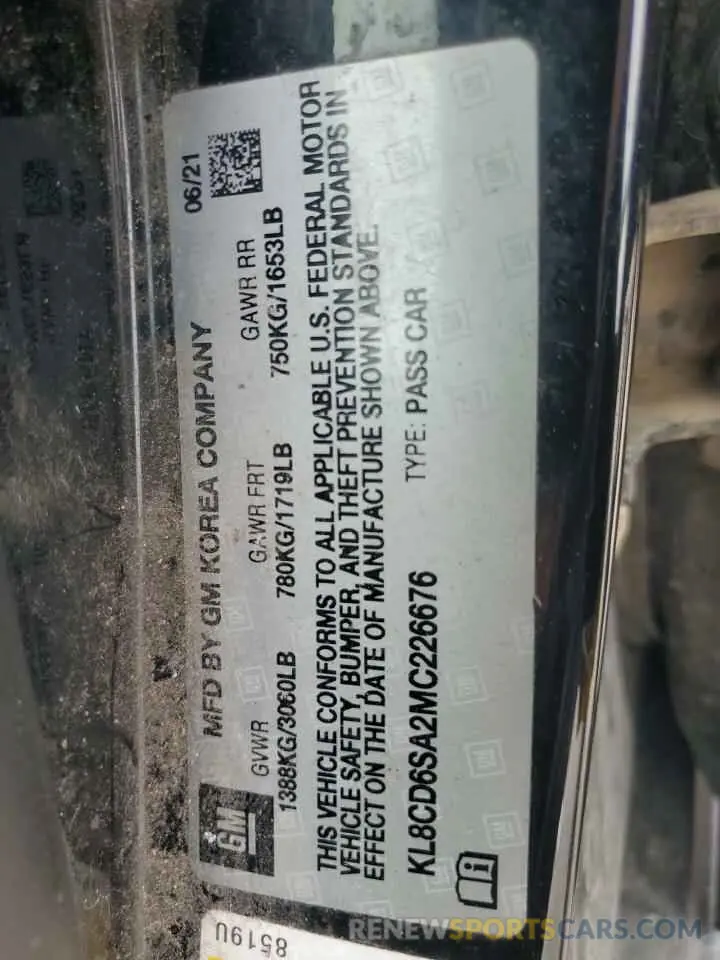 MFD BY GM KOREA COMPANY
06/21
GM
GVWR
GAWR FRT
GAWR RR
1388KG/3060LB
780KG/1719LB
750KG/1653LB
THIS VEHICLE CONFORMS TO ALL APPLICABLE U.S. FEDERAL MOTOR
VEHICLE SAFETY, BUMPER, AND THEFT PREVENTION STANDARDS IN
EFFECT ON THE DATE OF MANUFACTURE SHOWN ABOVE.
KL8CD6SA2MC226676
TYPE: PASS CAR
8519U
RENEWSPORTSCARS.COM